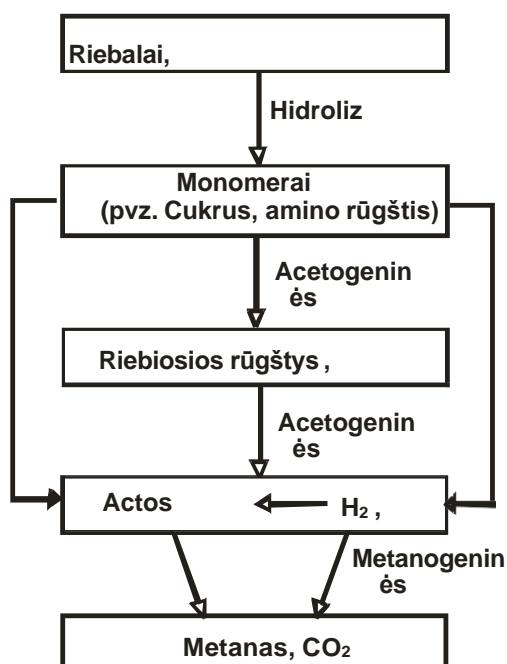 Riebalai,
Hidroliz
Monomerai
(pvz. Cukrus, amino rūgštis)
Acetogenin
ės
Riebiosios rūgštys ,
Acetogenin
ės
Actos
H₂ ,
Metanogenin
ės
Metanas, CO₂